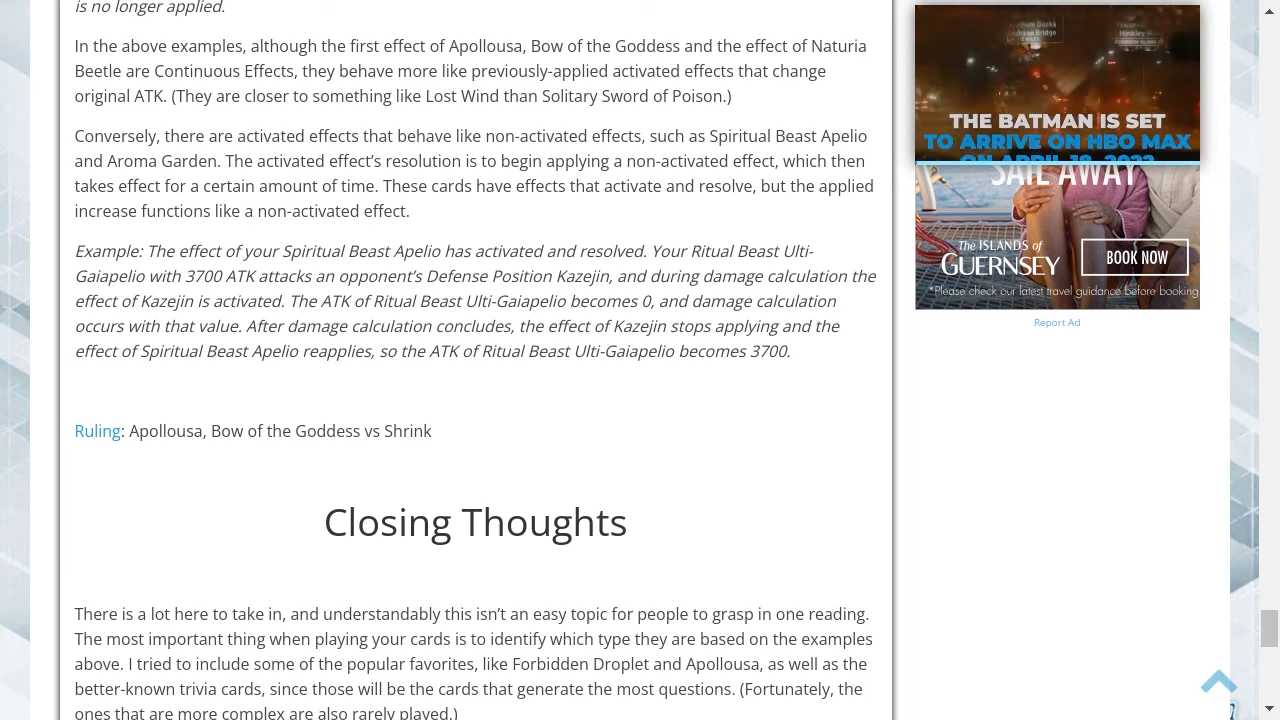 is no longer applied.
In the above examples, although the first effect of Apollousa, Bow of the Goddess and the effect of Naturia
Beetle are Continuous Effects, they behave more like previously-applied activated effects that change
original ATK. (They are closer to something like Lost Wind than Solitary Sword of Poison.)
Conversely, there are activated effects that behave like non-activated effects, such as Spiritual Beast Apelio
and Aroma Garden. The activated effect’s resolution is to begin applying a non-activated effect, which then
takes effect for a certain amount of time. These cards have effects that activate and resolve, but the applied
increase functions like a non-activated effect.
Example: The effect of your Spiritual Beast Apelio has activated and resolved. Your Ritual Beast Ulti-
Gaiapelio with 3700 ATK attacks an opponent’s Defense Position Kazejin, and during damage calculation the
effect of Kazejin is activated. The ATK of Ritual Beast Ulti-Gaiapelio becomes 0, and damage calculation
occurs with that value. After damage calculation concludes, the effect of Kazejin stops applying and the
effect of Spiritual Beast Apelio reapplies, so the ATK of Ritual Beast Ulti-Gaiapelio becomes 3700.
Ruling: Apollousa, Bow of the Goddess vs Shrink
Closing Thoughts
There is a lot here to take in, and understandably this isn’t an easy topic for people to grasp in one reading.
The most important thing when playing your cards is to identify which type they are based on the examples
above. I tried to include some of the popular favorites, like Forbidden Droplet and Apollousa, as well as the
better-known trivia cards, since those will be the cards that generate the most questions. (Fortunately, the
ones that are more complex are also rarely played.)
THE BATMAN IS SET
TO ARRIVE ON HBO MAX
ON APRIL 18, 2022
SAIL AWAY
The ISLANDS of
GUERNSEY
BOOK NOW
*Please check our latest travel guidance before booking
Report Ad